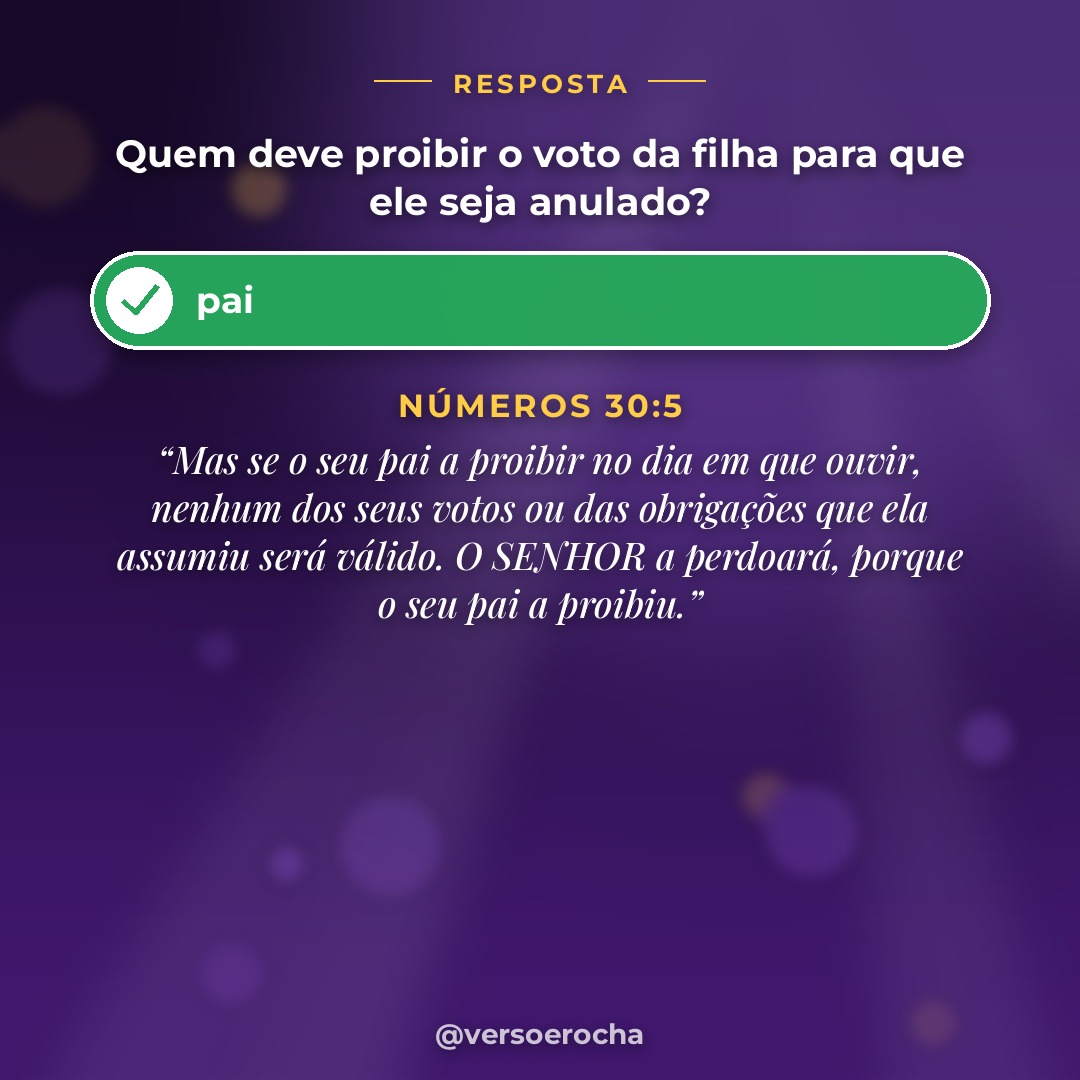 RESPOSTA
Quem deve proibir o voto da filha para que
ele seja anulado?
pai
NÚMEROS 30:5
“Mas se o seu pai a proibir no dia em que ouvir,
nenhum dos seus votos ou das obrigações que ela
assumiu será válido. O SENHOR a perdoará, porque
o seu pai a proibiu.”
@versoerocha